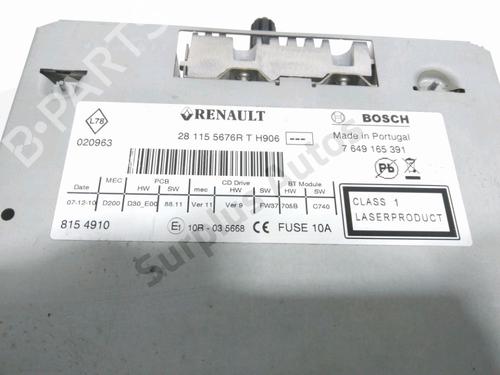 RENAULT
BOSCH
L78
020963
28 115 5676R T H906
---
Made in Portugal
7 649 165 391
Pb
MEC PCB CD Drive BT Module
Date HW SW mec SW HW SW
07-12-10 D200 D30_E00 88.11 Ver 11 Ver 9 FW37 705B C740
815 4910
E1 10R - 03 5668 CE FUSE 10A
CLASS 1
LASERPRODUCT
B-PARTS
Surplus Autos